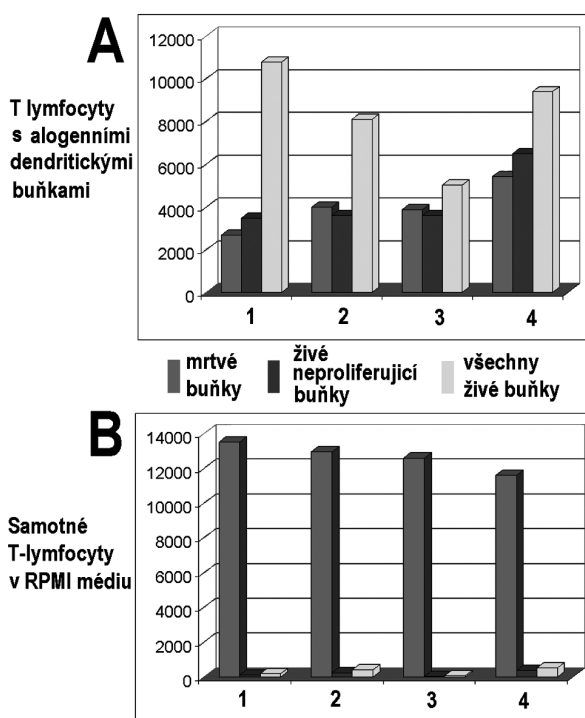 A
T lymfocyty
s alogenními
dendritickými
buňkami
12000
10000
8000
6000
4000
2000
0
1 2 3 4
mrtvé
buňky
živé
neproliferující
buňky
všechny
živé buňky
B
Samotné
T-lymfocyty
v RPMI médiu
14000
12000
10000
8000
6000
4000
2000
0
1 2 3 4